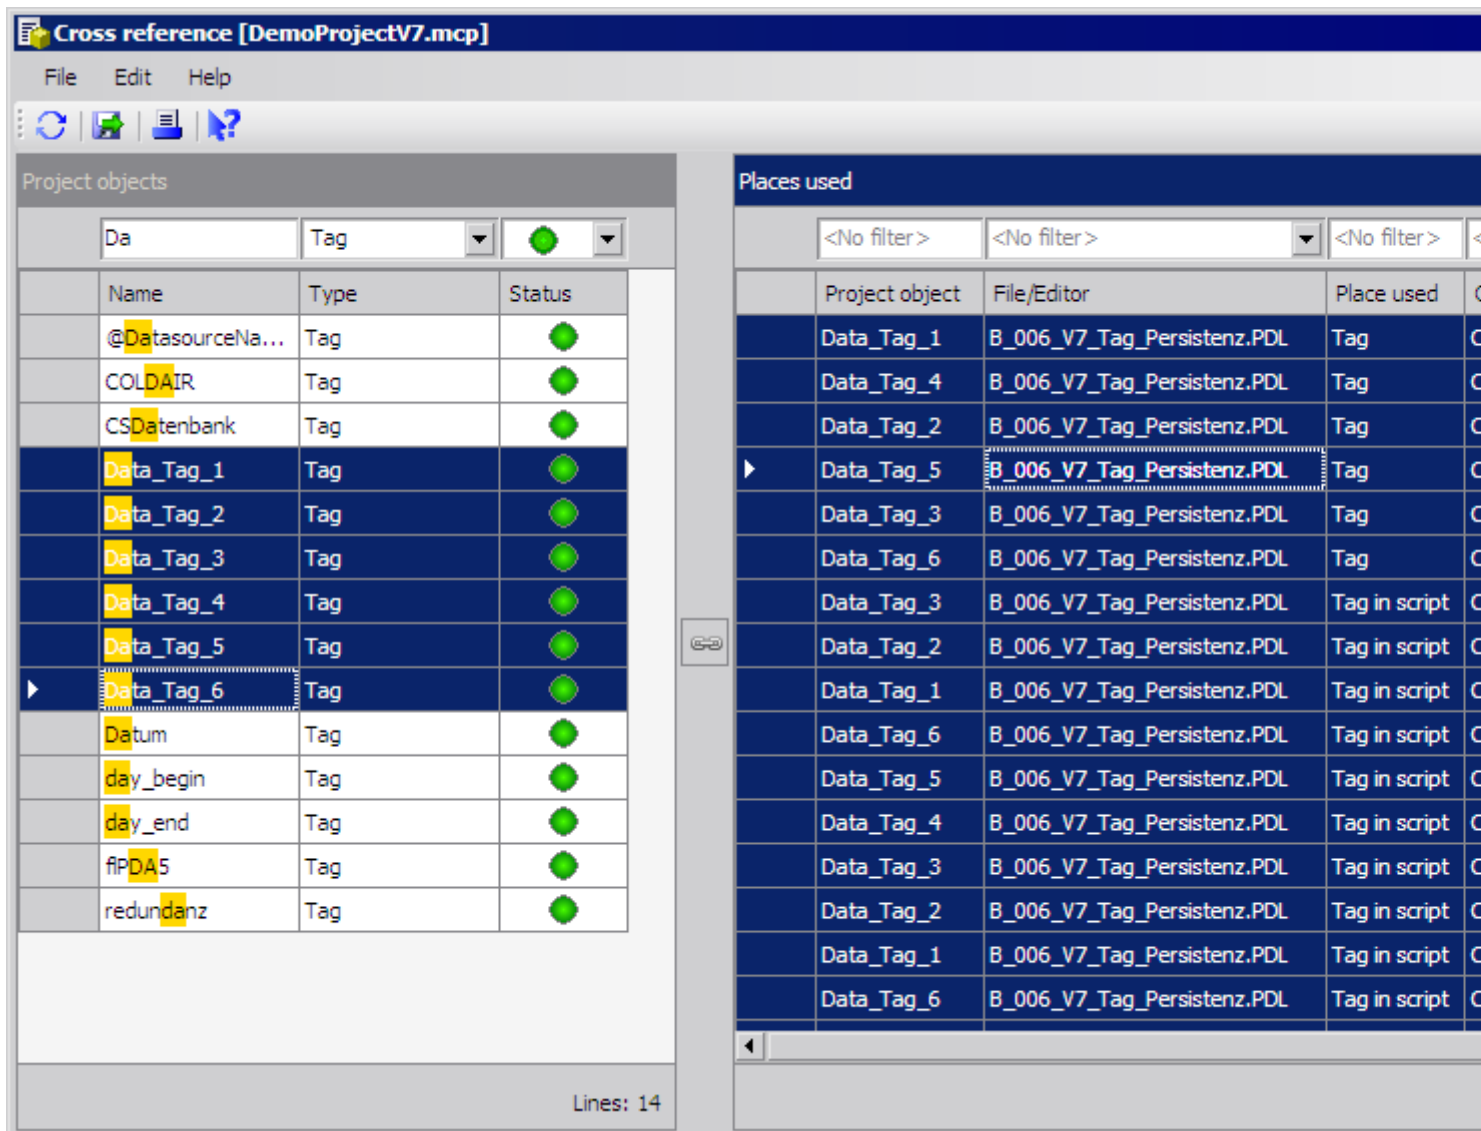 Cross reference [DemoProjectV7.mcp]
File Edit Help
Project objects
Da Tag
Name Type Status
@DatasourceNa... Tag
COLDAIR Tag
CSDatenbank Tag
Data_Tag_1 Tag
Data_Tag_2 Tag
Data_Tag_3 Tag
Data_Tag_4 Tag
Data_Tag_5 Tag
Data_Tag_6 Tag
Datum Tag
day_begin Tag
day_end Tag
flPDA5 Tag
redundanz Tag
Lines: 14
Places used
<No filter> <No filter> <No filter> <
Project object File/Editor Place used
Data_Tag_1 B_006_V7_Tag_Persistenz.PDL Tag
Data_Tag_4 B_006_V7_Tag_Persistenz.PDL Tag
Data_Tag_2 B_006_V7_Tag_Persistenz.PDL Tag
Data_Tag_5 B_006_V7_Tag_Persistenz.PDL Tag
Data_Tag_3 B_006_V7_Tag_Persistenz.PDL Tag
Data_Tag_6 B_006_V7_Tag_Persistenz.PDL Tag
Data_Tag_3 B_006_V7_Tag_Persistenz.PDL Tag in script
Data_Tag_2 B_006_V7_Tag_Persistenz.PDL Tag in script
Data_Tag_1 B_006_V7_Tag_Persistenz.PDL Tag in script
Data_Tag_6 B_006_V7_Tag_Persistenz.PDL Tag in script
Data_Tag_5 B_006_V7_Tag_Persistenz.PDL Tag in script
Data_Tag_4 B_006_V7_Tag_Persistenz.PDL Tag in script
Data_Tag_3 B_006_V7_Tag_Persistenz.PDL Tag in script
Data_Tag_2 B_006_V7_Tag_Persistenz.PDL Tag in script
Data_Tag_1 B_006_V7_Tag_Persistenz.PDL Tag in script
Data_Tag_6 B_006_V7_Tag_Persistenz.PDL Tag in script